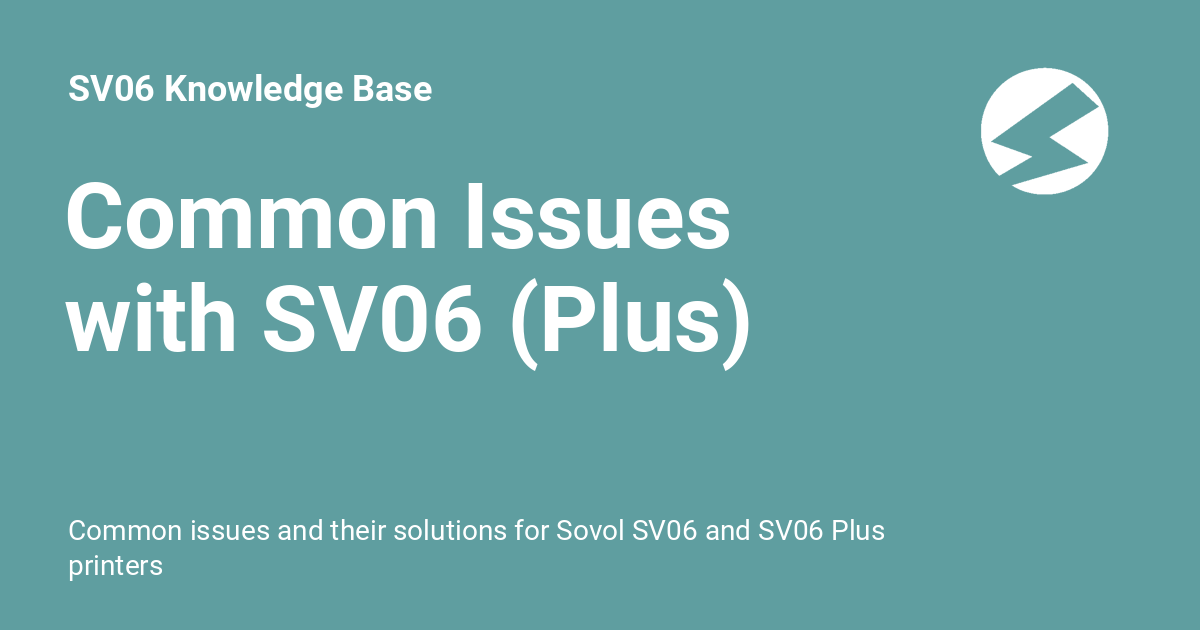 SV06 Knowledge Base
Common Issues
with SV06 (Plus)
Common issues and their solutions for Sovol SV06 and SV06 Plus
printers